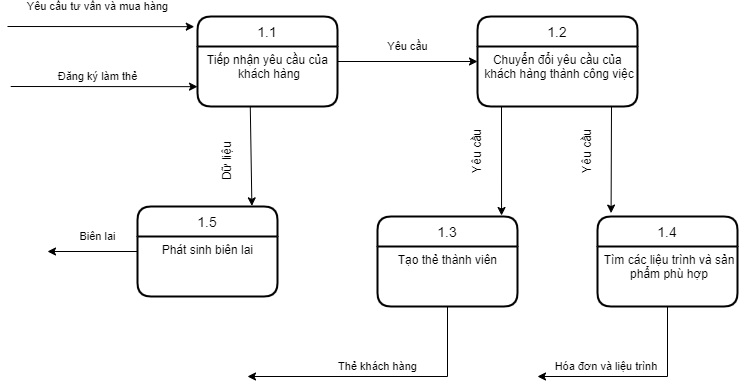 Yêu cầu tư vấn và mua hàng
1.1
Tiếp nhận yêu cầu của
khách hàng
Đăng ký làm thẻ
Yêu cầu
1.2
Chuyển đổi yêu cầu của
khách hàng thành công việc
Dữ liệu
Yêu cầu
Yêu cầu
1.5
Phát sinh biên lai
Biên lai
1.3
Tạo thẻ thành viên
1.4
Tìm các liệu trình và sản
phẩm phù hợp
Thẻ khách hàng
Hóa đơn và liệu trình